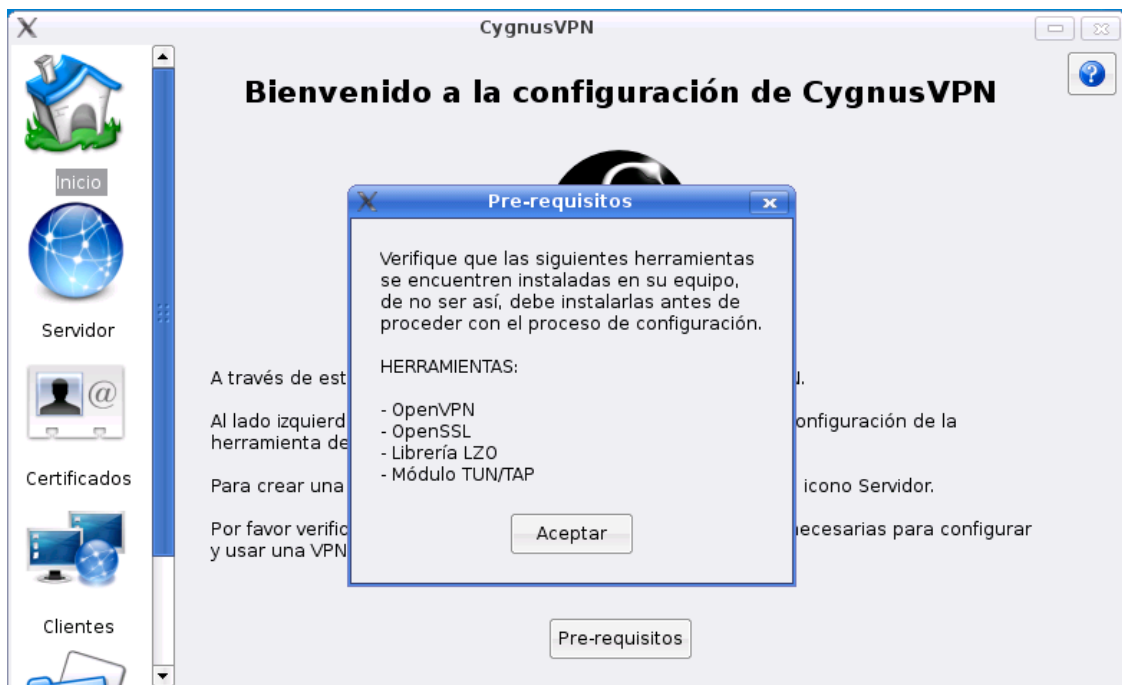 CygnusVPN
Inicio
Servidor
@
Certificados
Clientes
Bienvenido a la configuración de CygnusVPN
?
A través de est
N.
Al lado izquierd
onfiguración de la
herramienta de
Para crear una
icono Servidor.
Por favor verific
necesarias para configurar
y usar una VPN
Pre-requisitos
Pre-requisitos
Verifique que las siguientes herramientas
se encuentren instaladas en su equipo,
de no ser así, debe instalarlas antes de
proceder con el proceso de configuración.
HERRAMIENTAS:
- OpenVPN
- OpenSSL
- Librería LZO
- Módulo TUN/TAP
Aceptar